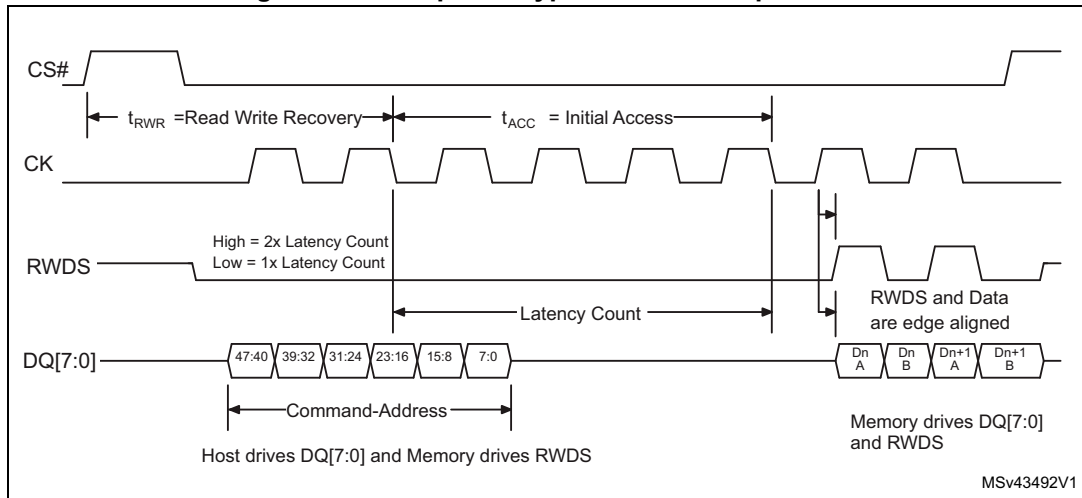 CS#
t_RWR =Read Write Recovery
t_ACC = Initial Access
CK
High = 2x Latency Count
Low = 1x Latency Count
RWDS
Latency Count
RWDS and Data
are edge aligned
DQ[7:0]
47:40 39:32 31:24 23:16 15:8 7:0
Dn A Dn B Dn+1 A Dn+1 B
Command-Address
Memory drives DQ[7:0]
and RWDS
Host drives DQ[7:0] and Memory drives RWDS
MSv43492V1